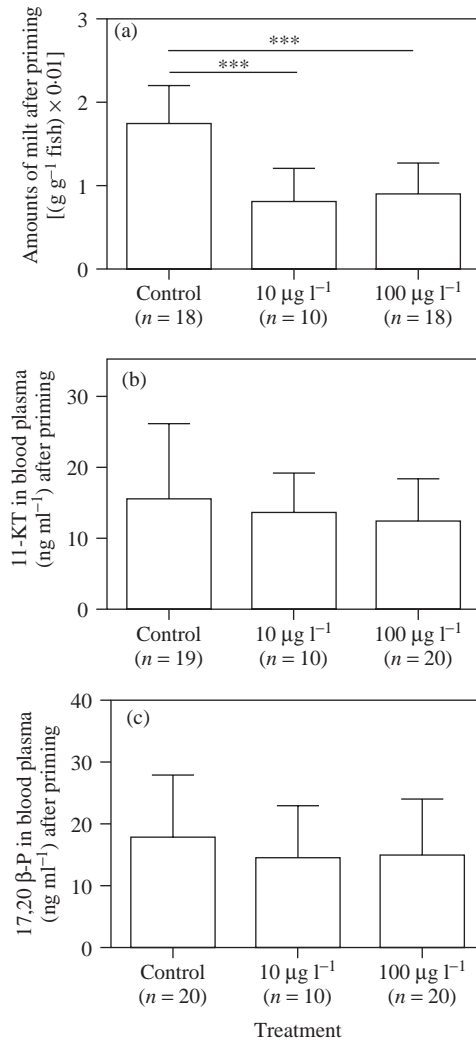 (a)
Amounts of milt after priming
[(g g⁻¹ fish) × 0·01]
3
2
1
0
***
***
Control
(n = 18)
10 μg l⁻¹
(n = 10)
100 μg l⁻¹
(n = 18)
(b)
11-KT in blood plasma
(ng ml⁻¹) after priming
30
20
10
0
Control
(n = 19)
10 μg l⁻¹
(n = 10)
100 μg l⁻¹
(n = 20)
(c)
17,20 β-P in blood plasma
(ng ml⁻¹) after priming
40
30
20
10
0
Control
(n = 20)
10 μg l⁻¹
(n = 10)
100 μg l⁻¹
(n = 20)
Treatment